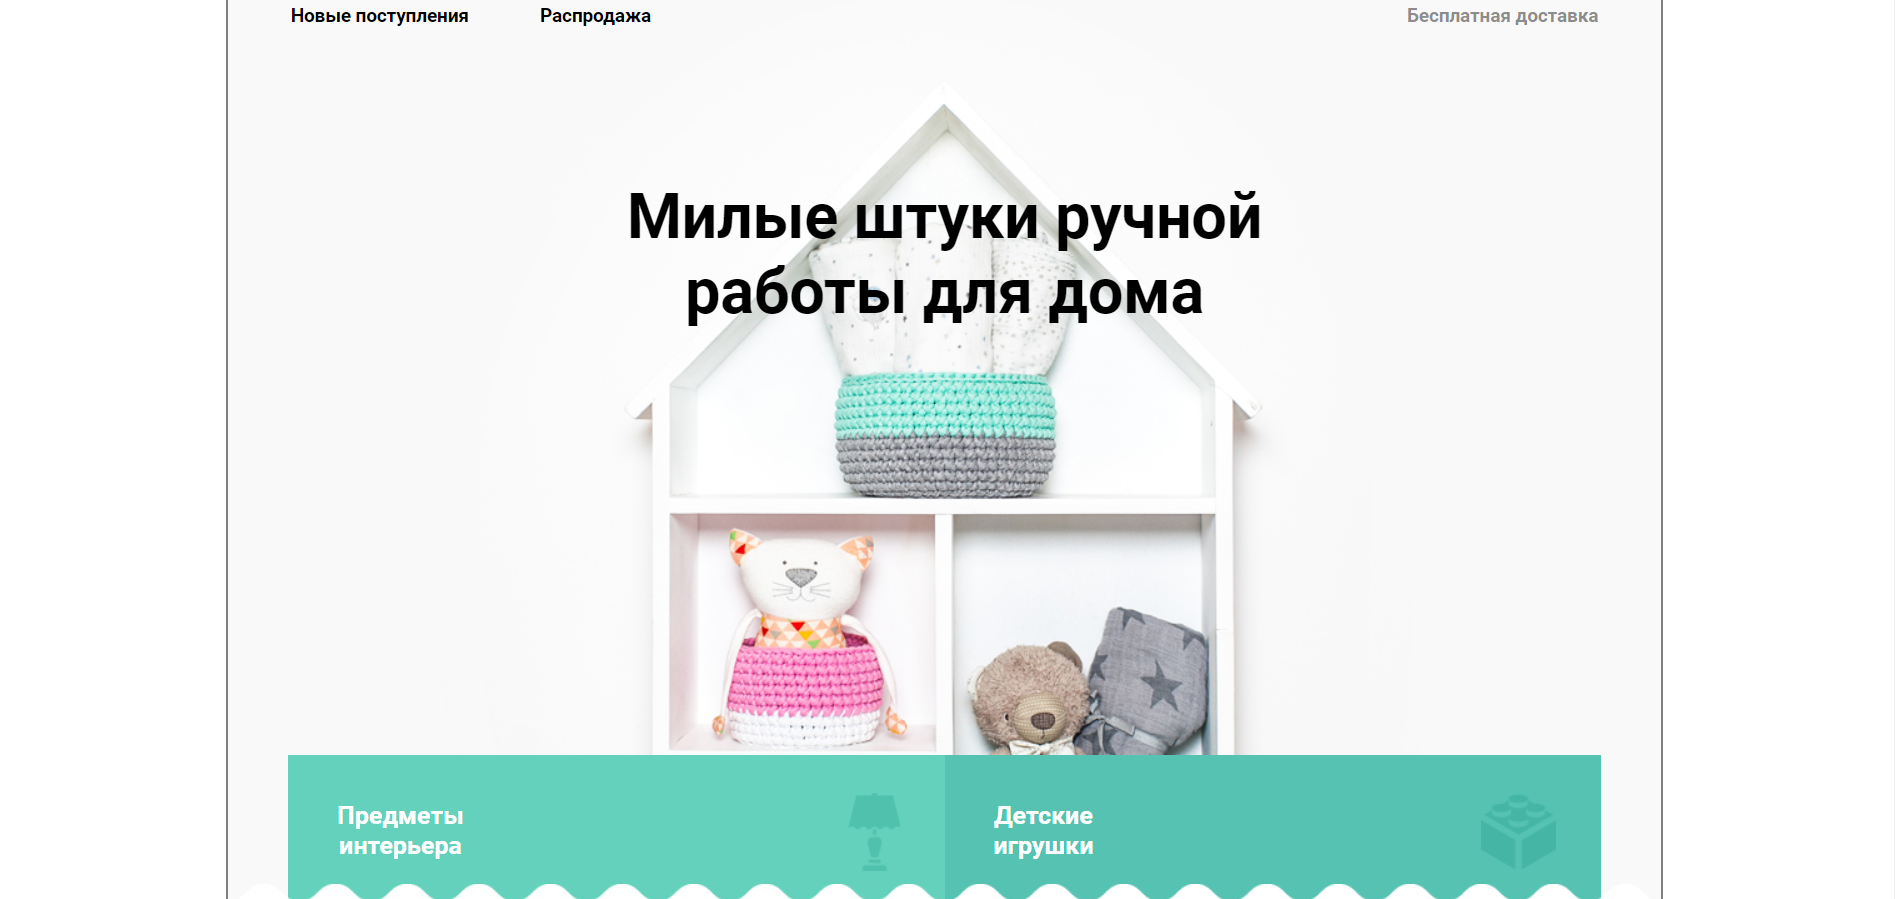 Новые поступления
Распродажа
Бесплатная доставка
Милые штуки ручной
работы для дома
Предметы
интерьера
Детские
игрушки